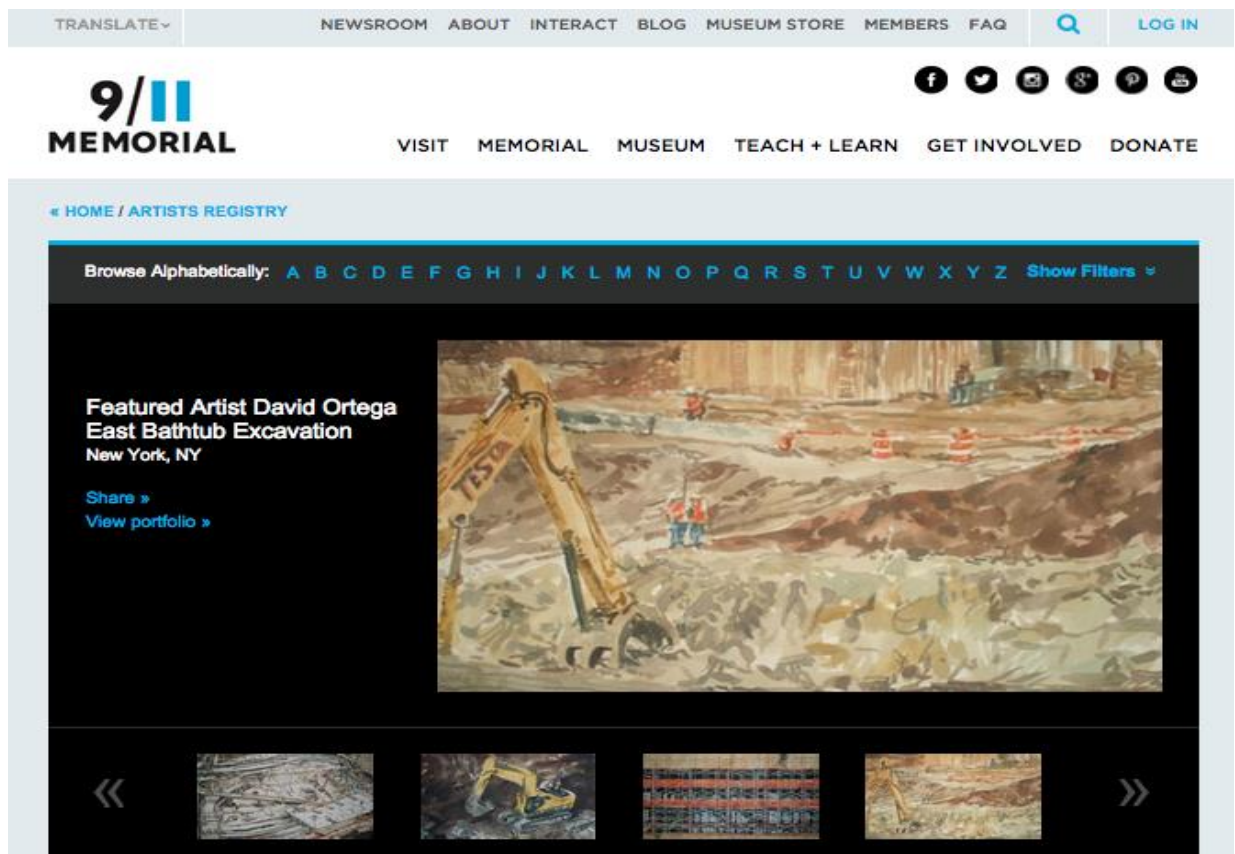 TRANSLATE
NEWSROOM ABOUT INTERACT BLOG MUSEUM STORE MEMBERS FAQ LOG IN
9/11
MEMORIAL
VISIT MEMORIAL MUSEUM TEACH + LEARN GET INVOLVED DONATE
« HOME / ARTISTS REGISTRY
Browse Alphabetically: A B C D E F G H I J K L M N O P Q R S T U V W X Y Z Show Filters
Featured Artist David Ortega
East Bathtub Excavation
New York, NY
Share »
View portfolio »
TESTA